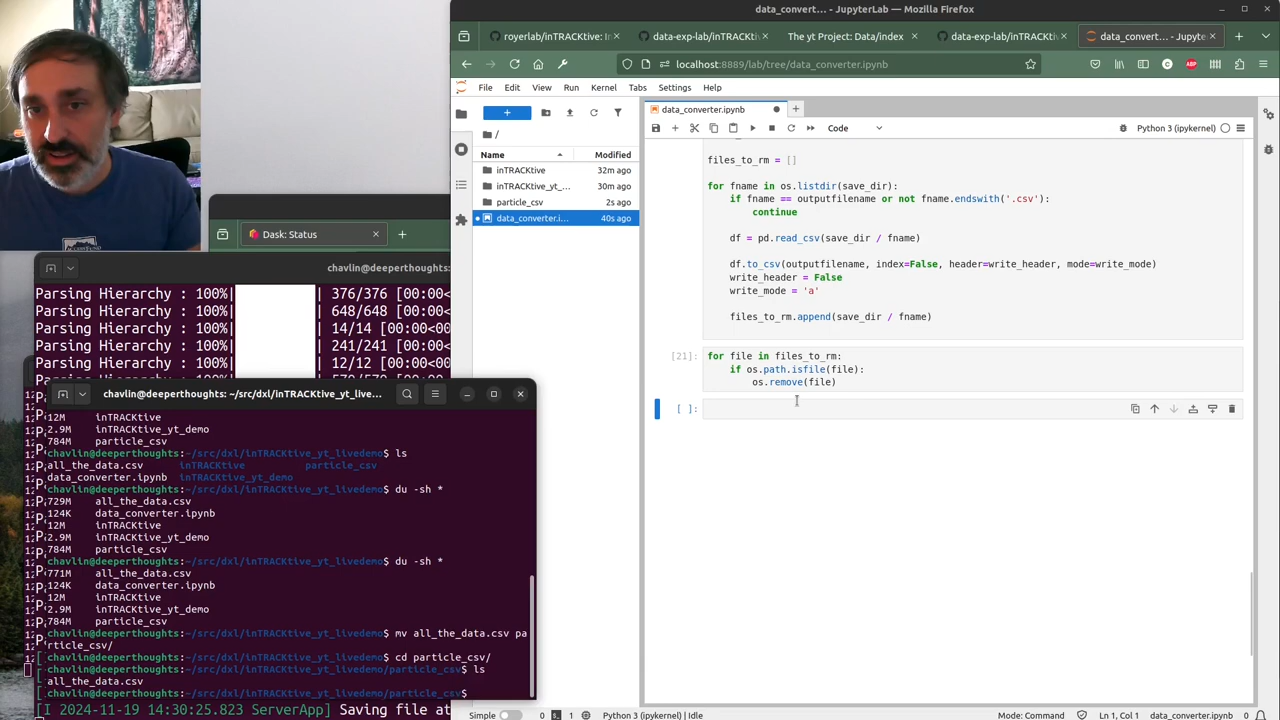 data_convert... - JupyterLab — Mozilla Firefox
royerlab/inTRACKtive: In
data-exp-lab/inTRACKtiv
The yt Project: Data/index
data-exp-lab/inTRACKtiv
data_convert... - Jupyte
localhost:8889/lab/tree/data_converter.ipynb
File Edit View Run Kernel Tabs Settings Help
data_converter.ipynb
Code
Python 3 (ipykernel)
/
Name Modified
inTRACKtive 32m ago
inTRACKtive_yt_... 30m ago
particle_csv 2s ago
data_converter.i... 40s ago
files_to_rm = []
for fname in os.listdir(save_dir):
if fname == outputfilename or not fname.endswith('.csv'):
continue
df = pd.read_csv(save_dir / fname)
df.to_csv(outputfilename, index=False, header=write_header, mode=write_mode)
write_header = False
write_mode = 'a'
files_to_rm.append(save_dir / fname)
[21]: for file in files_to_rm:
if os.path.isfile(file):
os.remove(file)
[ ]:
Simple 0 1 Python 3 (ipykernel) | Idle
Mode: Command Ln 1, Col 1 data_converter.ipynb 0
Dask: Status
chavlin@deeperthoughts:
Parsing Hierarchy : 100%| | 376/376 [00:00<
Parsing Hierarchy : 100%| | 648/648 [00:00<
Parsing Hierarchy : 100%| | 14/14 [00:00<00
Parsing Hierarchy : 100%| | 241/241 [00:00<
Parsing Hierarchy : 100%| | 12/12 [00:00<00
chavlin@deeperthoughts: ~/src/dxl/inTRACKtive_yt_live...
12M inTRACKtive
2.9M inTRACKtive_yt_demo
784M particle_csv
chavlin@deeperthoughts:~/src/dxl/inTRACKtive_yt_livedemo$ ls
all_the_data.csv inTRACKtive particle_csv
data_converter.ipynb inTRACKtive_yt_demo
chavlin@deeperthoughts:~/src/dxl/inTRACKtive_yt_livedemo$ du -sh *
729M all_the_data.csv
124K data_converter.ipynb
12M inTRACKtive
2.9M inTRACKtive_yt_demo
784M particle_csv
chavlin@deeperthoughts:~/src/dxl/inTRACKtive_yt_livedemo$ du -sh *
771M all_the_data.csv
124K data_converter.ipynb
12M inTRACKtive
2.9M inTRACKtive_yt_demo
784M particle_csv
chavlin@deeperthoughts:~/src/dxl/inTRACKtive_yt_livedemo$ mv all_the_data.csv pa
rticle_csv/
chavlin@deeperthoughts:~/src/dxl/inTRACKtive_yt_livedemo$ cd particle_csv/
chavlin@deeperthoughts:~/src/dxl/inTRACKtive_yt_livedemo/particle_csv$ ls
all_the_data.csv
chavlin@deeperthoughts:~/src/dxl/inTRACKtive_yt_livedemo/particle_csv$
[I 2024-11-19 14:30:25.823 ServerApp] Saving file at